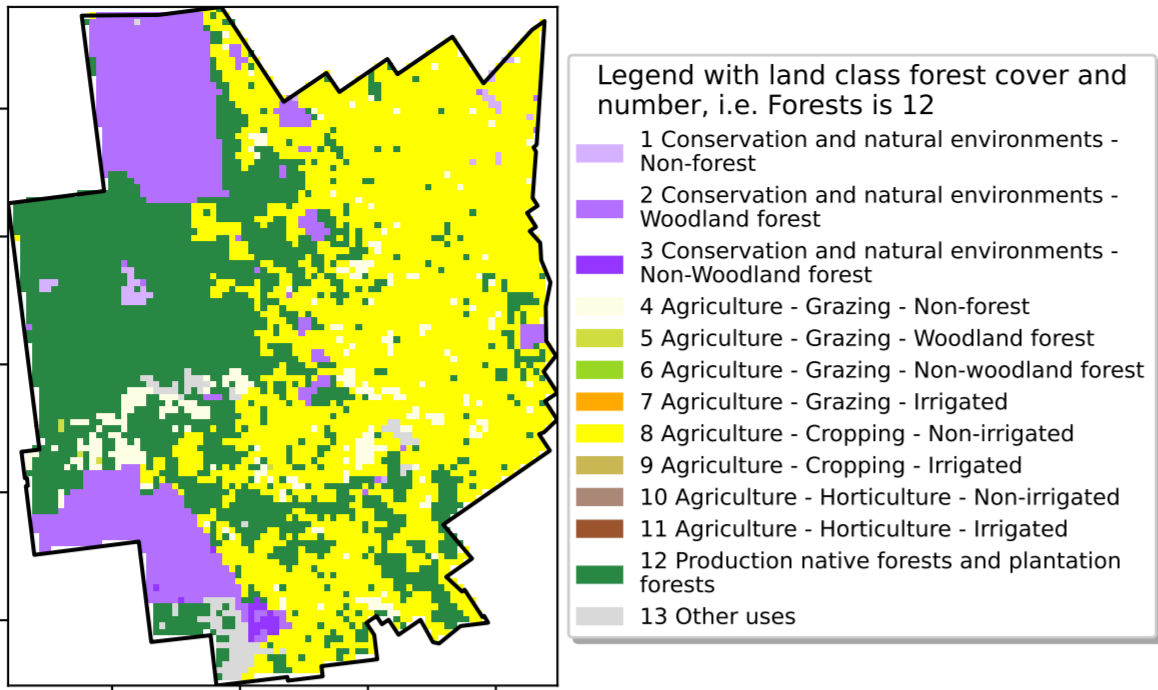 Legend with land class forest cover and
number, i.e. Forests is 12
1 Conservation and natural environments -
Non-forest
2 Conservation and natural environments -
Woodland forest
3 Conservation and natural environments -
Non-Woodland forest
4 Agriculture - Grazing - Non-forest
5 Agriculture - Grazing - Woodland forest
6 Agriculture - Grazing - Non-woodland forest
7 Agriculture - Grazing - Irrigated
8 Agriculture - Cropping - Non-irrigated
9 Agriculture - Cropping - Irrigated
10 Agriculture - Horticulture - Non-irrigated
11 Agriculture - Horticulture - Irrigated
12 Production native forests and plantation
forests
13 Other uses